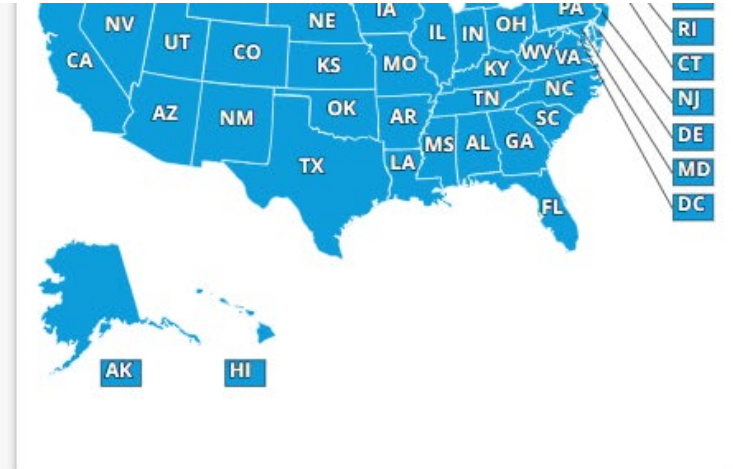 IA
PA
NV
NE
OH
RI
IL
IN
UT
CO
WV
VA
CA
KS
MO
KY
CT
NC
TN
NJ
OK
AZ
NM
AR
SC
DE
MS
AL
GA
TX
LA
MD
FL
DC
AK
HI